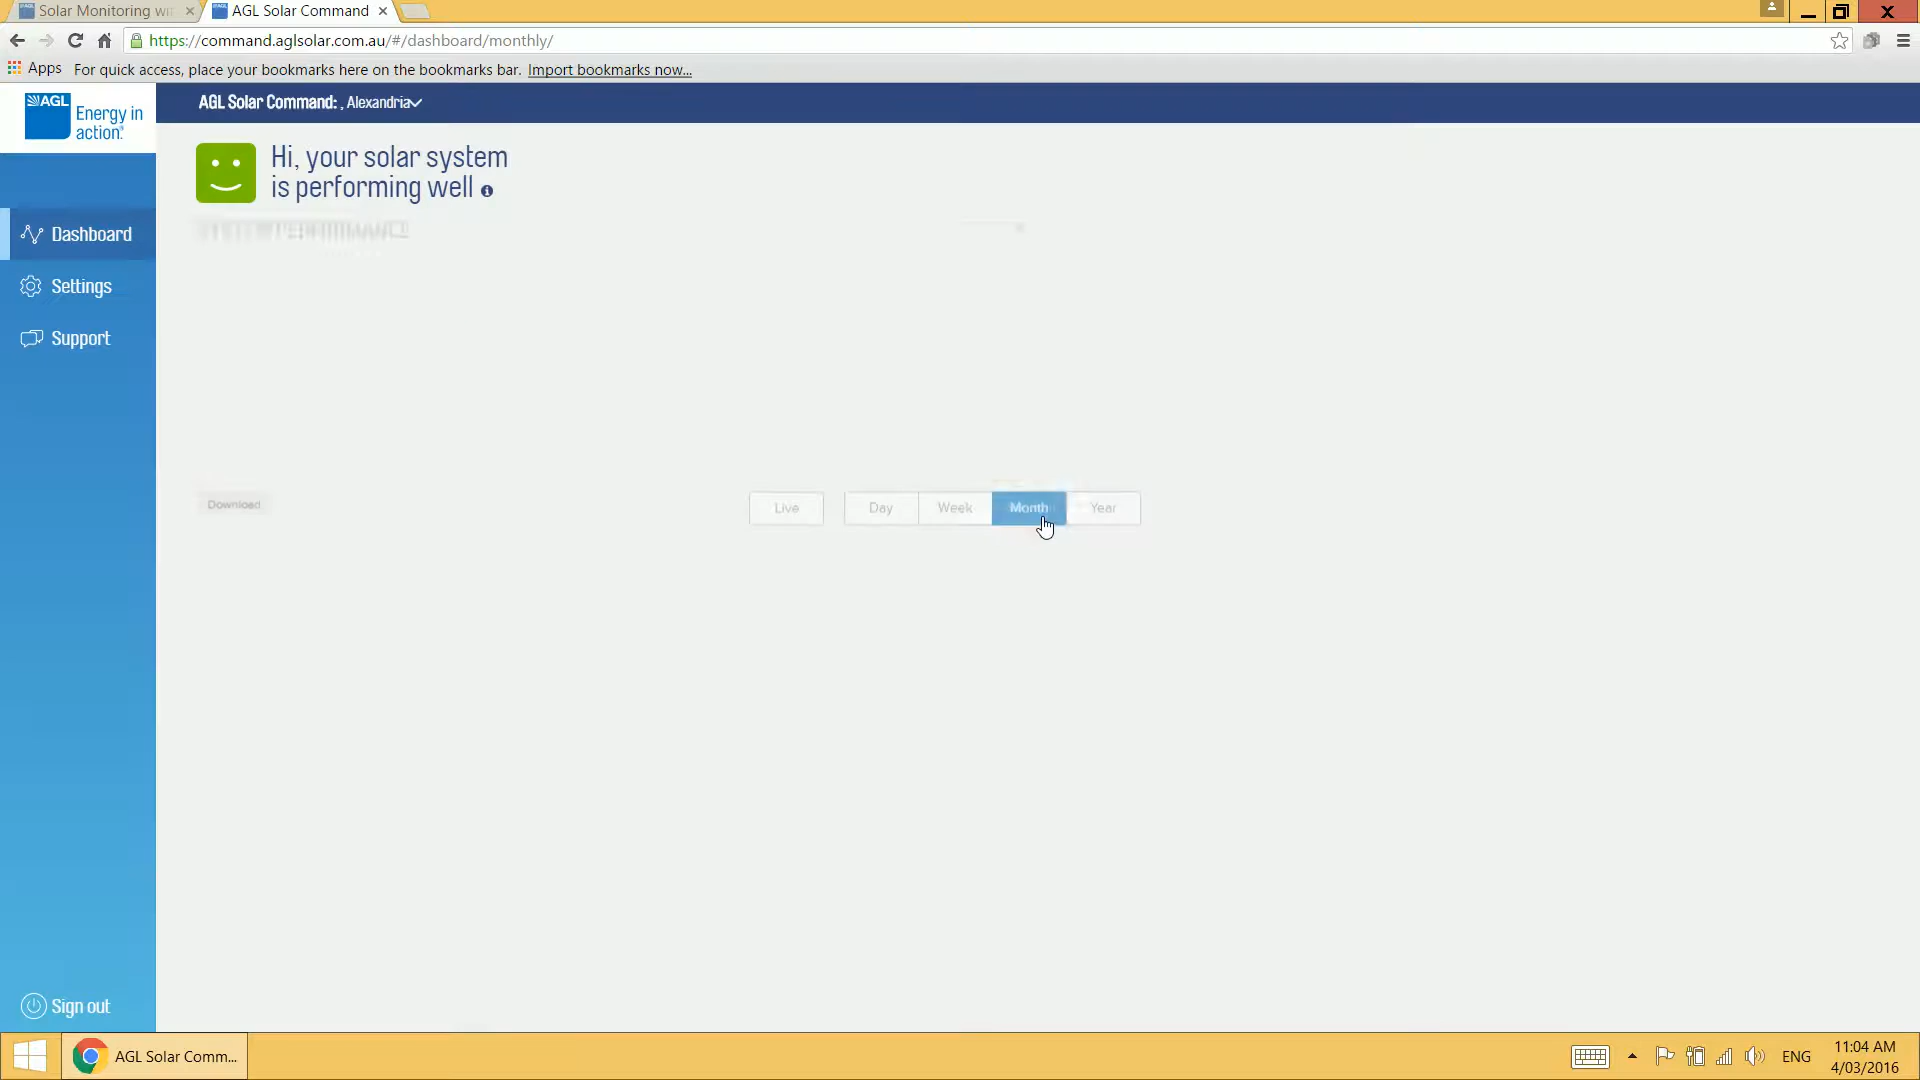 Solar Monitoring wi
AGL Solar Command
https://command.aglsolar.com.au/#/dashboard/monthly/
Apps
For quick access, place your bookmarks here on the bookmarks bar. Import bookmarks now...
AGL
Energy in
action.®
AGL Solar Command: , Alexandria
Hi, your solar system
is performing well
Dashboard
Settings
Support
Download
Live
Day
Week
Month
Year
Sign out
AGL Solar Comm...
ENG
11:04 AM
4/03/2016